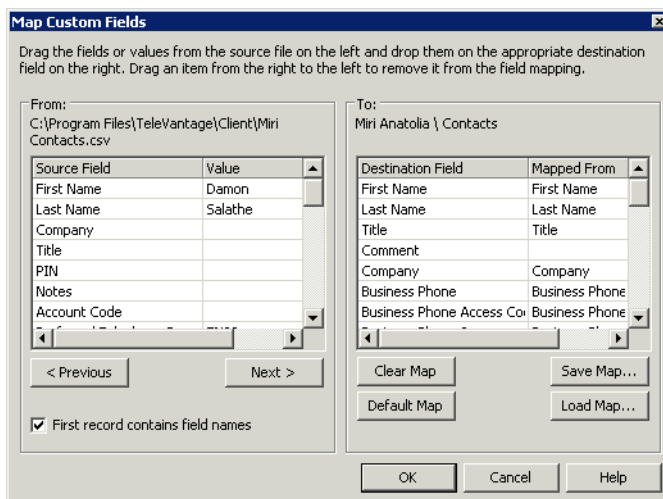 Map Custom Fields
Drag the fields or values from the source file on the left and drop them on the appropriate destination
field on the right. Drag an item from the right to the left to remove it from the field mapping.
From:
C:\Program Files\TeleVantage\Client\Miri
Contacts.csv
Source Field Value
First Name Damon
Last Name Salathe
Company
Title
PIN
Notes
Account Code
< Previous Next >
First record contains field names
To:
Miri Anatolia \ Contacts
Destination Field Mapped From
First Name First Name
Last Name Last Name
Title Title
Comment
Company Company
Business Phone Business Phone
Business Phone Access Co Business Phone
Clear Map Save Map...
Default Map Load Map...
OK Cancel Help